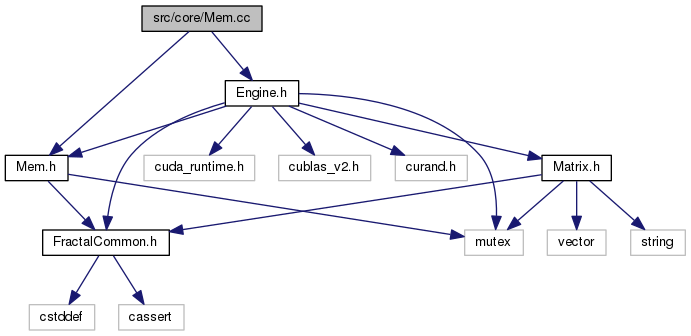 src/core/Mem.cc
Engine.h
Mem.h
cuda_runtime.h
cublas_v2.h
curand.h
Matrix.h
FractalCommon.h
mutex
vector
string
cstddef
cassert